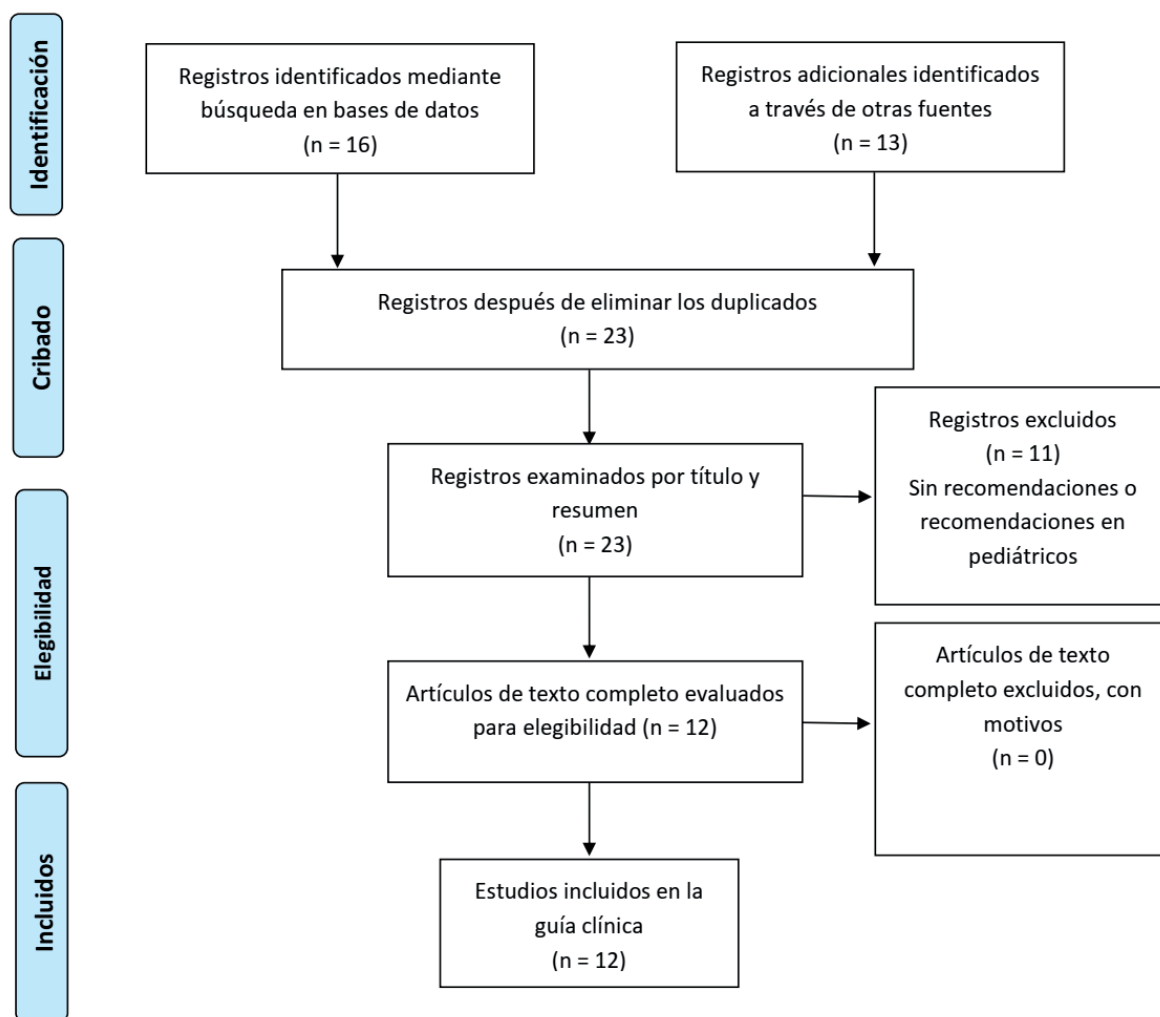 Identificación
Registros identificados mediante
búsqueda en bases de datos
(n = 16)
Registros adicionales identificados
a través de otras fuentes
(n = 13)
Cribado
Registros después de eliminar los duplicados
(n = 23)
Registros examinados por título y
resumen
(n = 23)
Registros excluidos
(n = 11)
Sin recomendaciones o
recomendaciones en
pediátricos
Elegibilidad
Artículos de texto completo evaluados
para elegibilidad (n = 12)
Artículos de texto
completo excluidos, con
motivos
(n = 0)
Incluidos
Estudios incluidos en la
guía clínica
(n = 12)